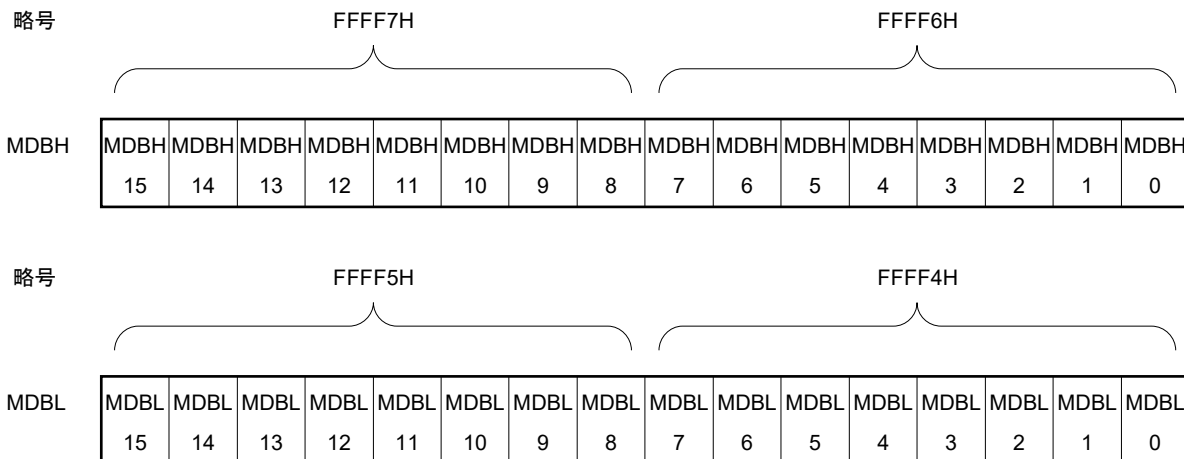 略号 FFFF7H FFFF6H
MDBH MDBH MDBH MDBH MDBH MDBH MDBH MDBH MDBH MDBH MDBH MDBH MDBH MDBH MDBH MDBH MDBH
15 14 13 12 11 10 9 8 7 6 5 4 3 2 1 0
略号 FFFF5H FFFF4H
MDBL MDBL MDBL MDBL MDBL MDBL MDBL MDBL MDBL MDBL MDBL MDBL MDBL MDBL MDBL MDBL MDBL
15 14 13 12 11 10 9 8 7 6 5 4 3 2 1 0